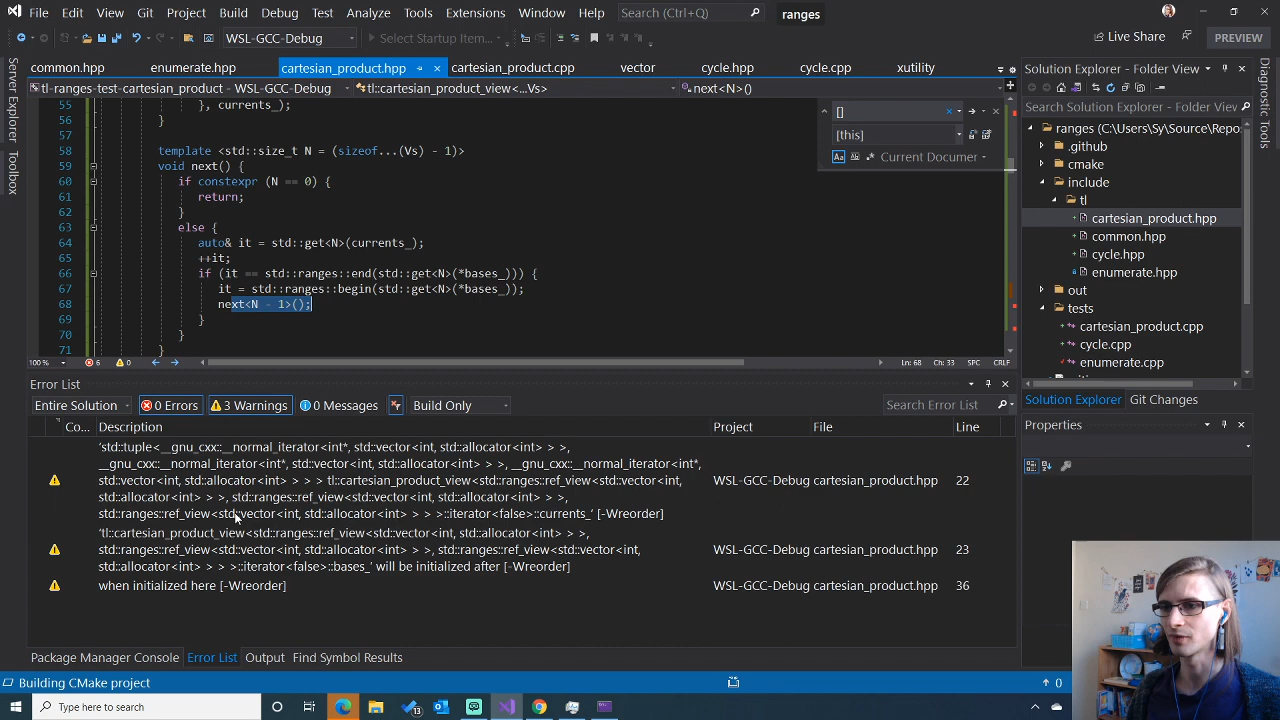 File Edit View Git Project Build Debug Test Analyze Tools Extensions Window Help Search (Ctrl+Q) ranges
WSL-GCC-Debug Select Startup Item... Live Share PREVIEW
common.hpp enumerate.hpp cartesian_product.hpp cartesian_product.cpp vector cycle.hpp cycle.cpp xutility
tl-ranges-test-cartesian_product - WSL-GCC-Debug tl::cartesian_product_view<...Vs> next<N>()
55 }, currents_);
56 }
57
58 template <std::size_t N = (sizeof...(Vs) - 1)>
59 void next() {
60 if constexpr (N == 0) {
61 return;
62 }
63 else {
64 auto& it = std::get<N>(currents_);
65 ++it;
66 if (it == std::ranges::end(std::get<N>(*bases_))) {
67 it = std::ranges::begin(std::get<N>(*bases_));
68 next<N - 1>();
69 }
70 }
71 }
[]
[this]
Aa Current Documen
100 % 6 0 Ln: 68 Ch: 33 SPC CRLF
Server Explorer
Toolbox
Error List
Entire Solution 0 Errors 3 Warnings 0 Messages Build Only Search Error List
Co... Description Project File Line
'std::tuple<__gnu_cxx::__normal_iterator<int*, std::vector<int, std::allocator<int> > >,
__gnu_cxx::__normal_iterator<int*, std::vector<int, std::allocator<int> > >, __gnu_cxx::__normal_iterator<int*,
std::vector<int, std::allocator<int> > > > tl::cartesian_product_view<std::ranges::ref_view<std::vector<int, WSL-GCC-Debug cartesian_product.hpp 22
std::allocator<int> > >, std::ranges::ref_view<std::vector<int, std::allocator<int> > >,
std::ranges::ref_view<std::vector<int, std::allocator<int> > > >::iterator<false>::currents_' [-Wreorder]
'tl::cartesian_product_view<std::ranges::ref_view<std::vector<int, std::allocator<int> > >,
std::ranges::ref_view<std::vector<int, std::allocator<int> > >, std::ranges::ref_view<std::vector<int, WSL-GCC-Debug cartesian_product.hpp 23
std::allocator<int> > > >::iterator<false>::bases_' will be initialized after [-Wreorder]
when initialized here [-Wreorder] WSL-GCC-Debug cartesian_product.hpp 36
Package Manager Console Error List Output Find Symbol Results
Building CMake project 0
Type here to search 13
Solution Explorer - Folder View
Search Solution Explorer - Folder View
ranges (C:\Users\Sy\Source\Repo
.github
cmake
include
tl
cartesian_product.hpp
common.hpp
cycle.hpp
enumerate.hpp
out
tests
cartesian_product.cpp
cycle.cpp
enumerate.cpp
Solution Explorer Git Changes
Properties
Diagnostic Tools